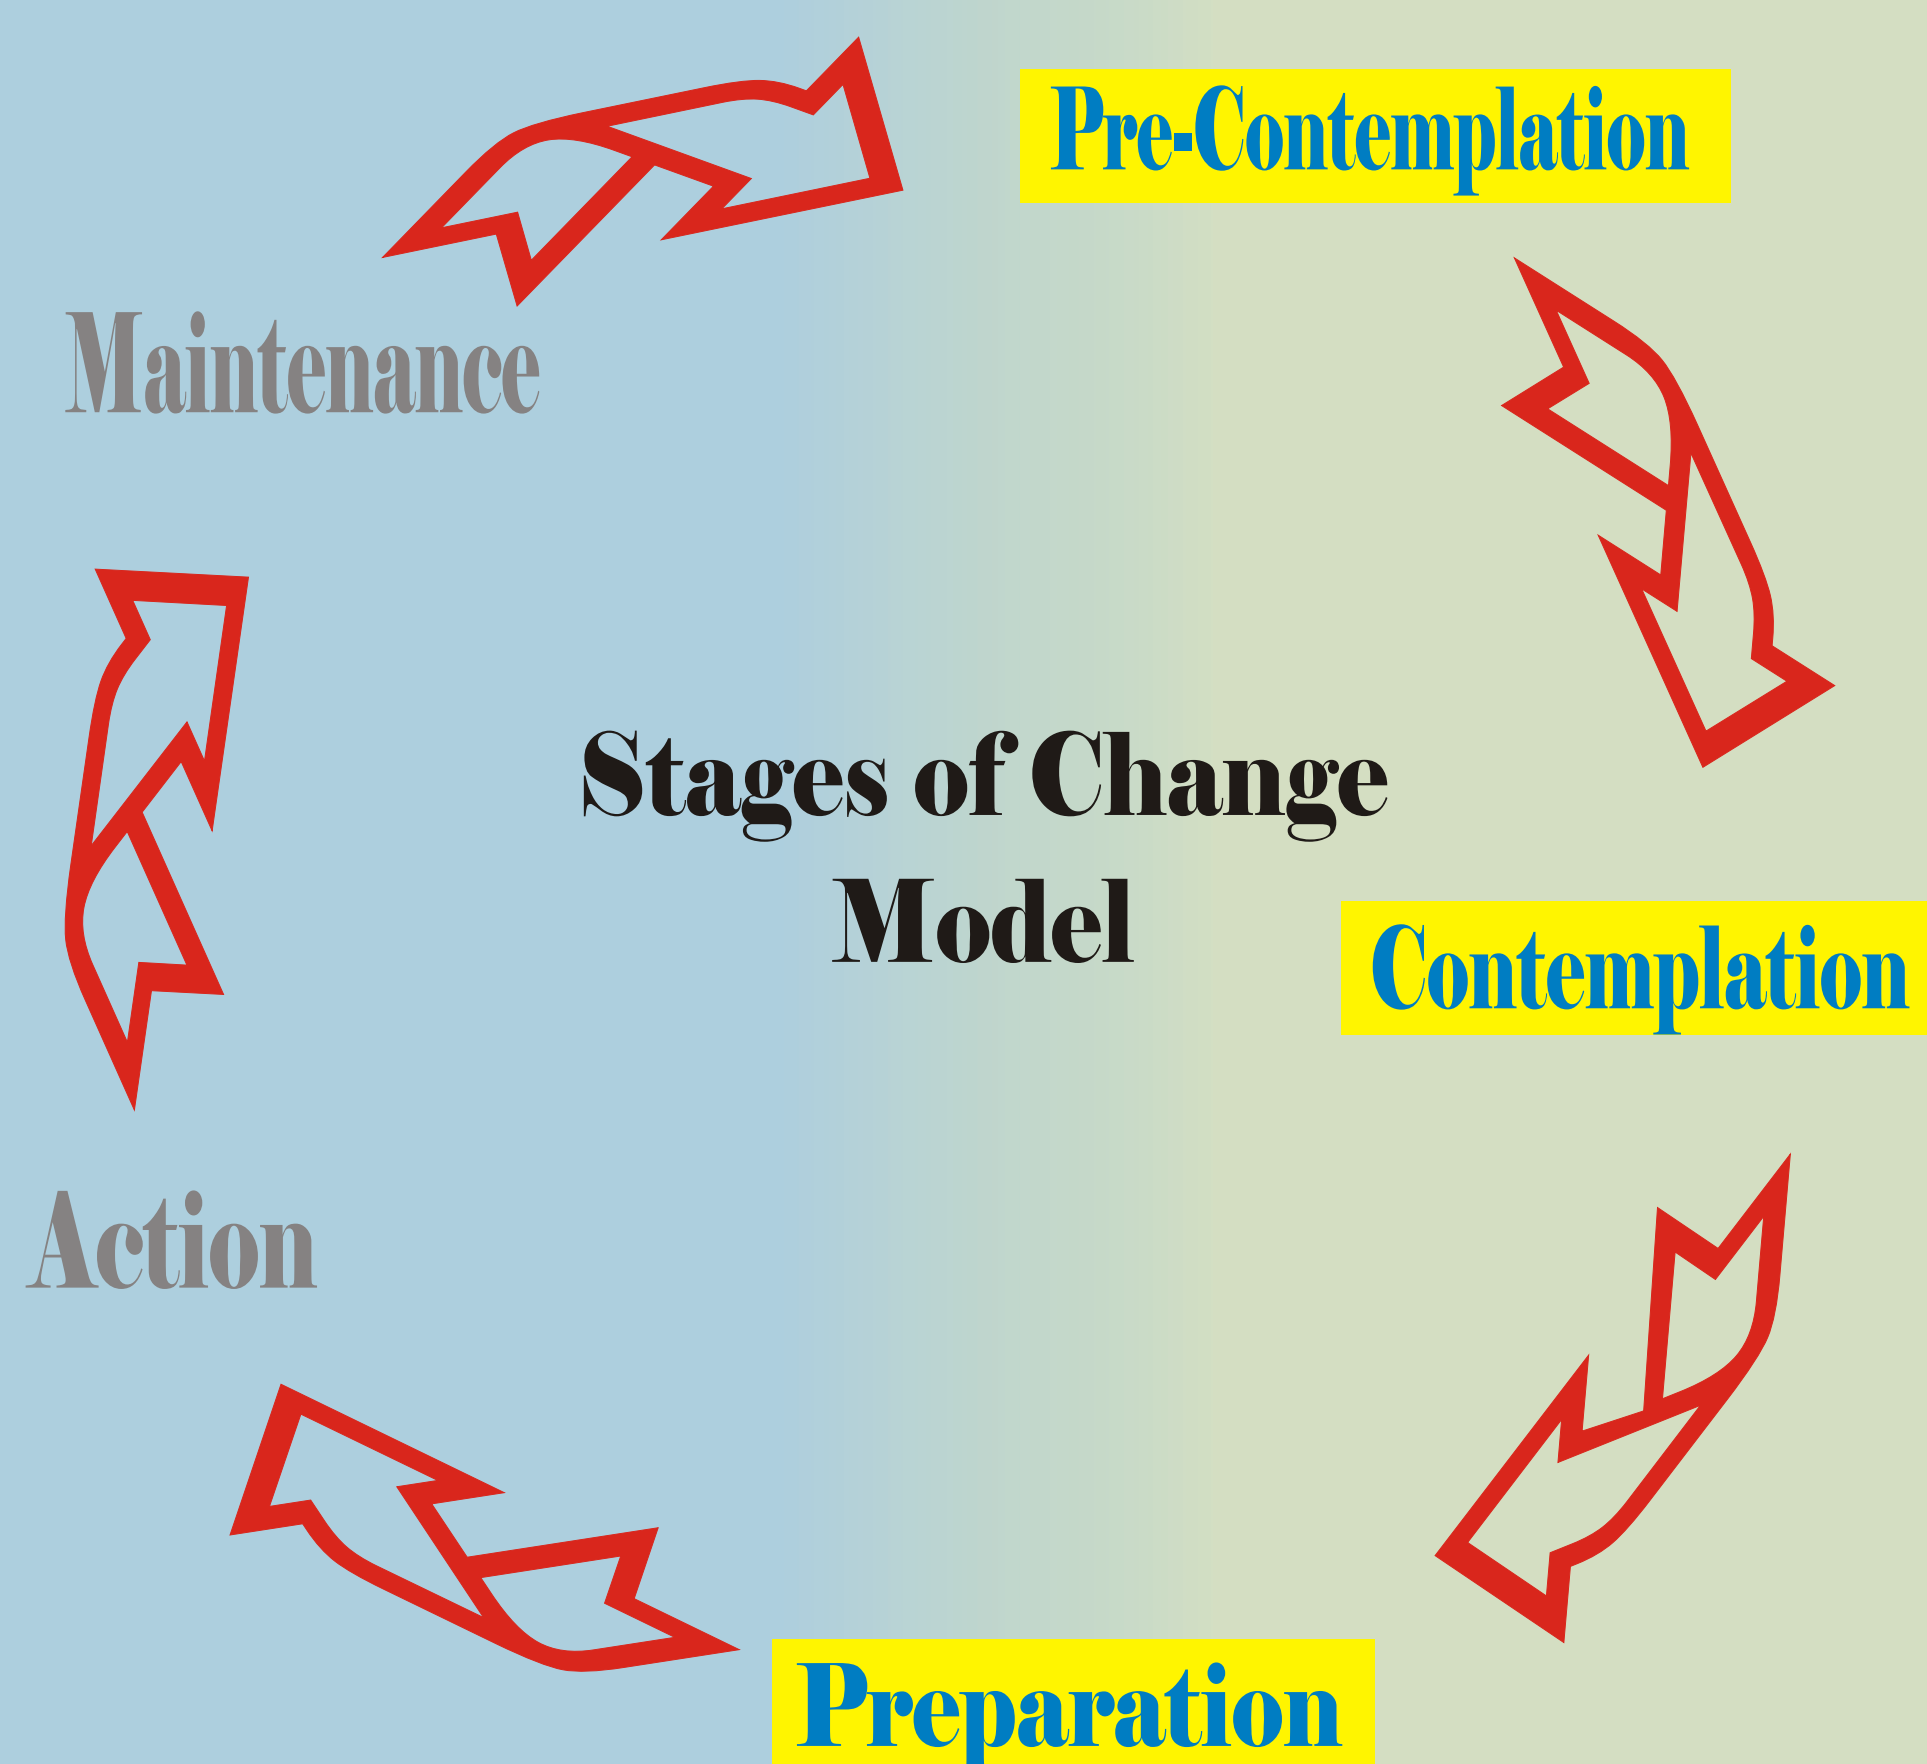 Pre-Contemplation
Maintenance
Stages of Change
Model
Contemplation
Action
Preparation